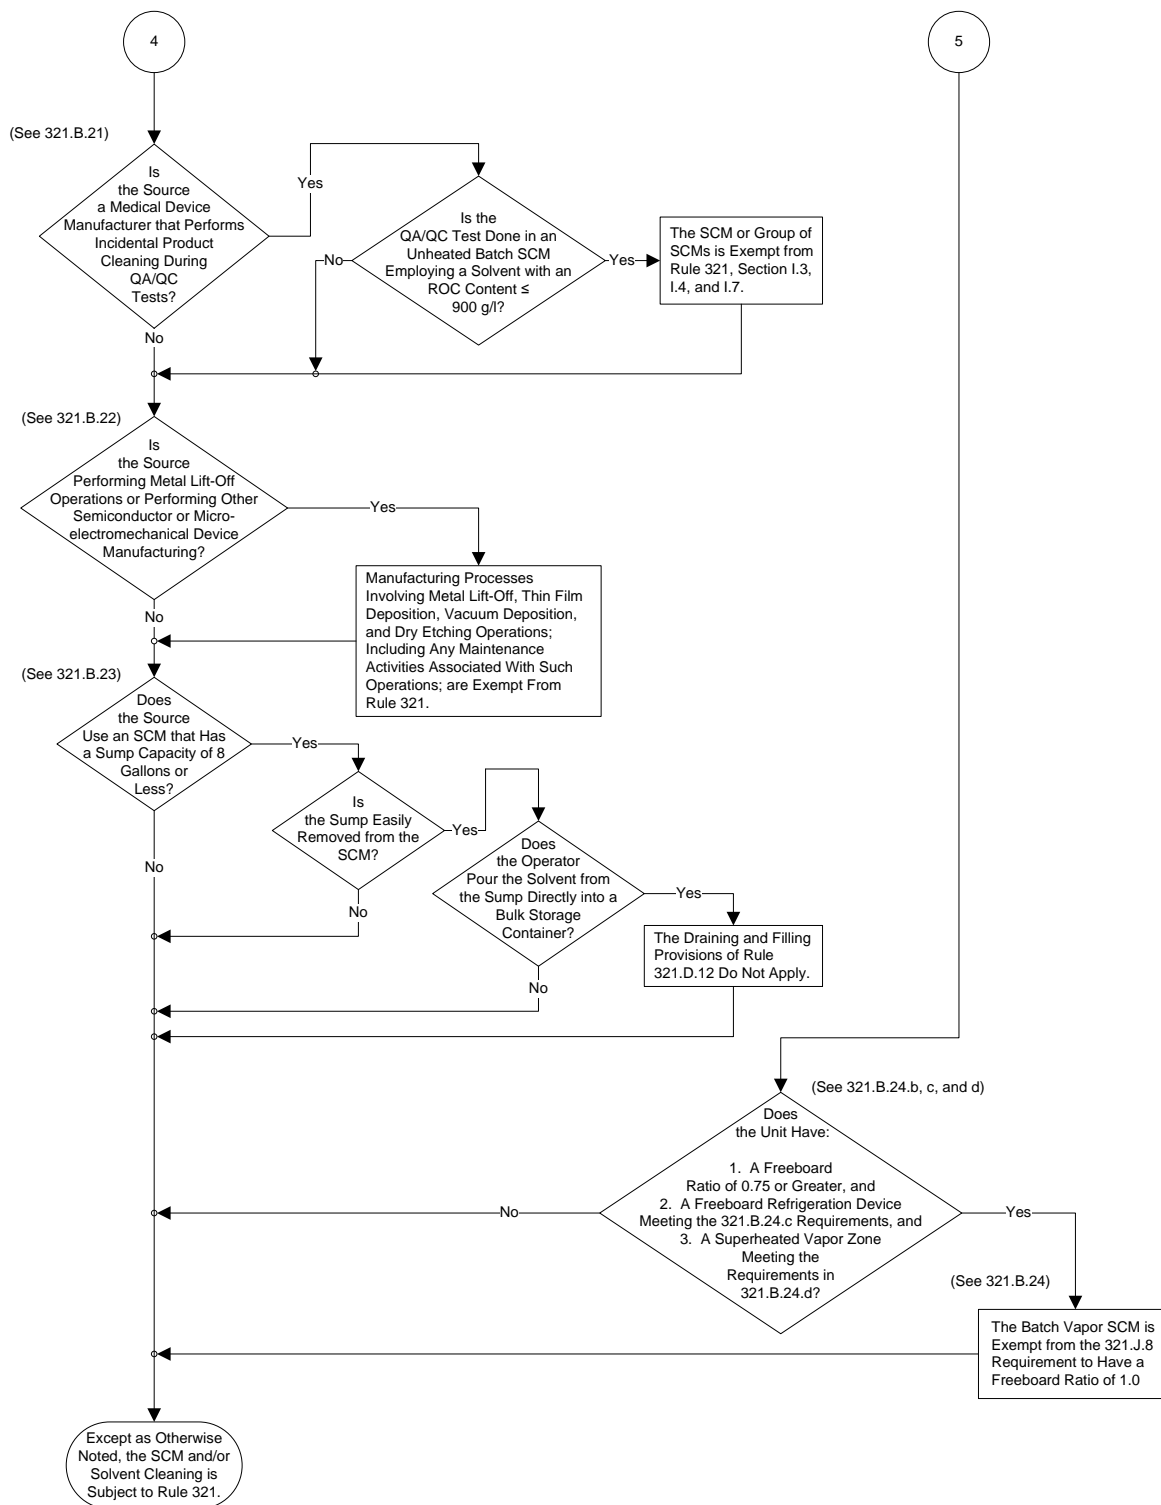 4
5
(See 321.B.21)
Is
the Source
a Medical Device
Manufacturer that Performs
Incidental Product
Cleaning During
QA/QC
Tests?
Yes
No
Is the
QA/QC Test Done in an
Unheated Batch SCM
Employing a Solvent with an
ROC Content ≤
900 g/l?
No
Yes
The SCM or Group of
SCMs is Exempt from
Rule 321, Section I.3,
I.4, and I.7.
(See 321.B.22)
Is
the Source
Performing Metal Lift-Off
Operations or Performing Other
Semiconductor or Micro-
electromechanical Device
Manufacturing?
Yes
No
Manufacturing Processes
Involving Metal Lift-Off, Thin Film
Deposition, Vacuum Deposition,
and Dry Etching Operations;
Including Any Maintenance
Activities Associated With Such
Operations; are Exempt From
Rule 321.
(See 321.B.23)
Does
the Source
Use an SCM that Has
a Sump Capacity of 8
Gallons or
Less?
Yes
No
Is
the Sump Easily
Removed from the
SCM?
Yes
No
Does
the Operator
Pour the Solvent from
the Sump Directly into a
Bulk Storage
Container?
Yes
No
The Draining and Filling
Provisions of Rule
321.D.12 Do Not Apply.
(See 321.B.24.b, c, and d)
Does
the Unit Have:
1. A Freeboard
Ratio of 0.75 or Greater, and
2. A Freeboard Refrigeration Device
Meeting the 321.B.24.c Requirements, and
3. A Superheated Vapor Zone
Meeting the
Requirements in
321.B.24.d?
No
Yes
(See 321.B.24)
The Batch Vapor SCM is
Exempt from the 321.J.8
Requirement to Have a
Freeboard Ratio of 1.0
Except as Otherwise
Noted, the SCM and/or
Solvent Cleaning is
Subject to Rule 321.